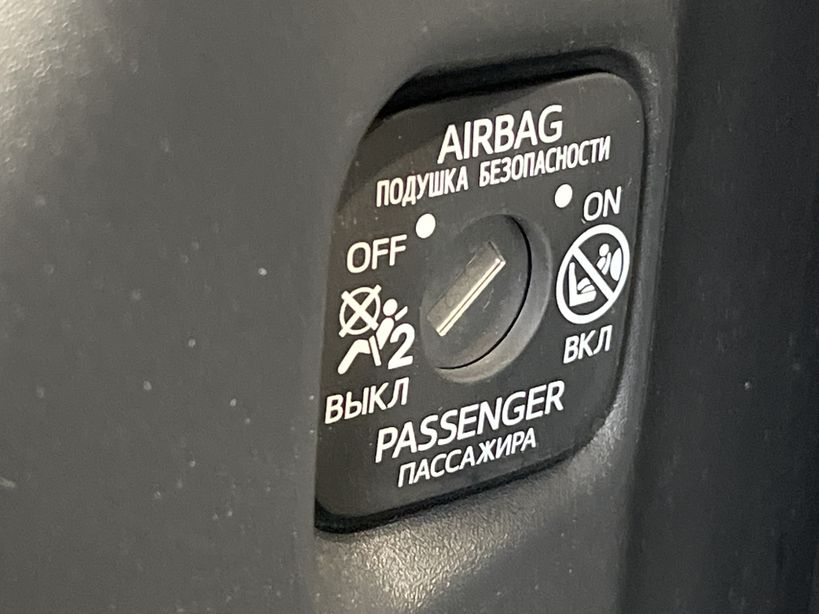 AIRBAG
ПОДУШКА БЕЗОПАСНОСТИ
OFF
ON
2
ВЫКЛ
ВКЛ
PASSENGER
ПАССАЖИРА